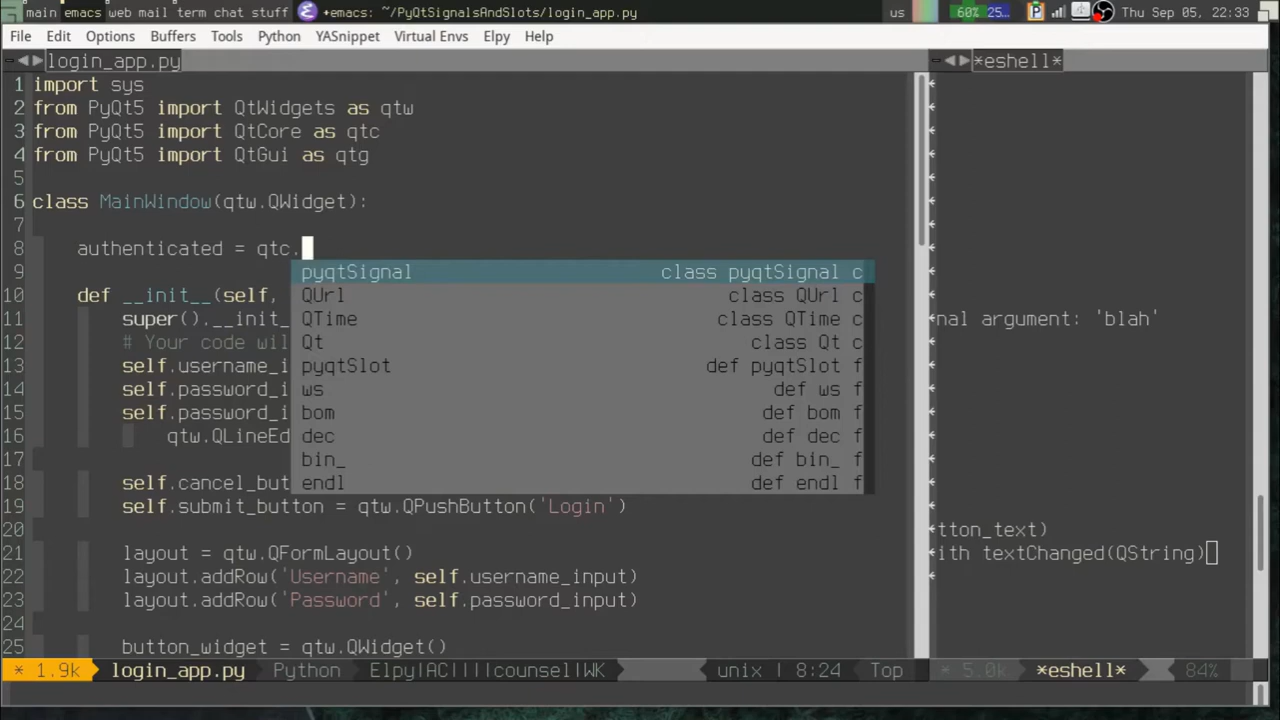 main emacs web mail term chat stuff +emacs: ~/PyQtSignalsAndSlots/login_app.py us 60% 25... P Thu Sep 05, 22:33
File Edit Options Buffers Tools Python YASnippet Virtual Envs Elpy Help
login_app.py
1 import sys
2 from PyQt5 import QtWidgets as qtw
3 from PyQt5 import QtCore as qtc
4 from PyQt5 import QtGui as qtg
5
6 class MainWindow(qtw.QWidget):
7
8 authenticated = qtc.
9
10 def __init__(self,
11 super().__init_
12 # Your code wil
13 self.username_i
14 self.password_i
15 self.password_i
16 qtw.QLineEd
17
18 self.cancel_but
19 self.submit_button = qtw.QPushButton('Login')
20
21 layout = qtw.QFormLayout()
22 layout.addRow('Username', self.username_input)
23 layout.addRow('Password', self.password_input)
24
25 button_widget = qtw.QWidget()
pyqtSignal class pyqtSignal c
QUrl class QUrl c
QTime class QTime c
Qt class Qt c
pyqtSlot def pyqtSlot f
ws def ws f
bom def bom f
dec def dec f
bin_ def bin_ f
endl def endl f
* 1.9k login_app.py Python Elpy|AC||||counsel|WK unix | 8:24 Top
*eshell*
nal argument: 'blah'
tton_text)
ith textChanged(QString)
* 5.0k *eshell* 84%